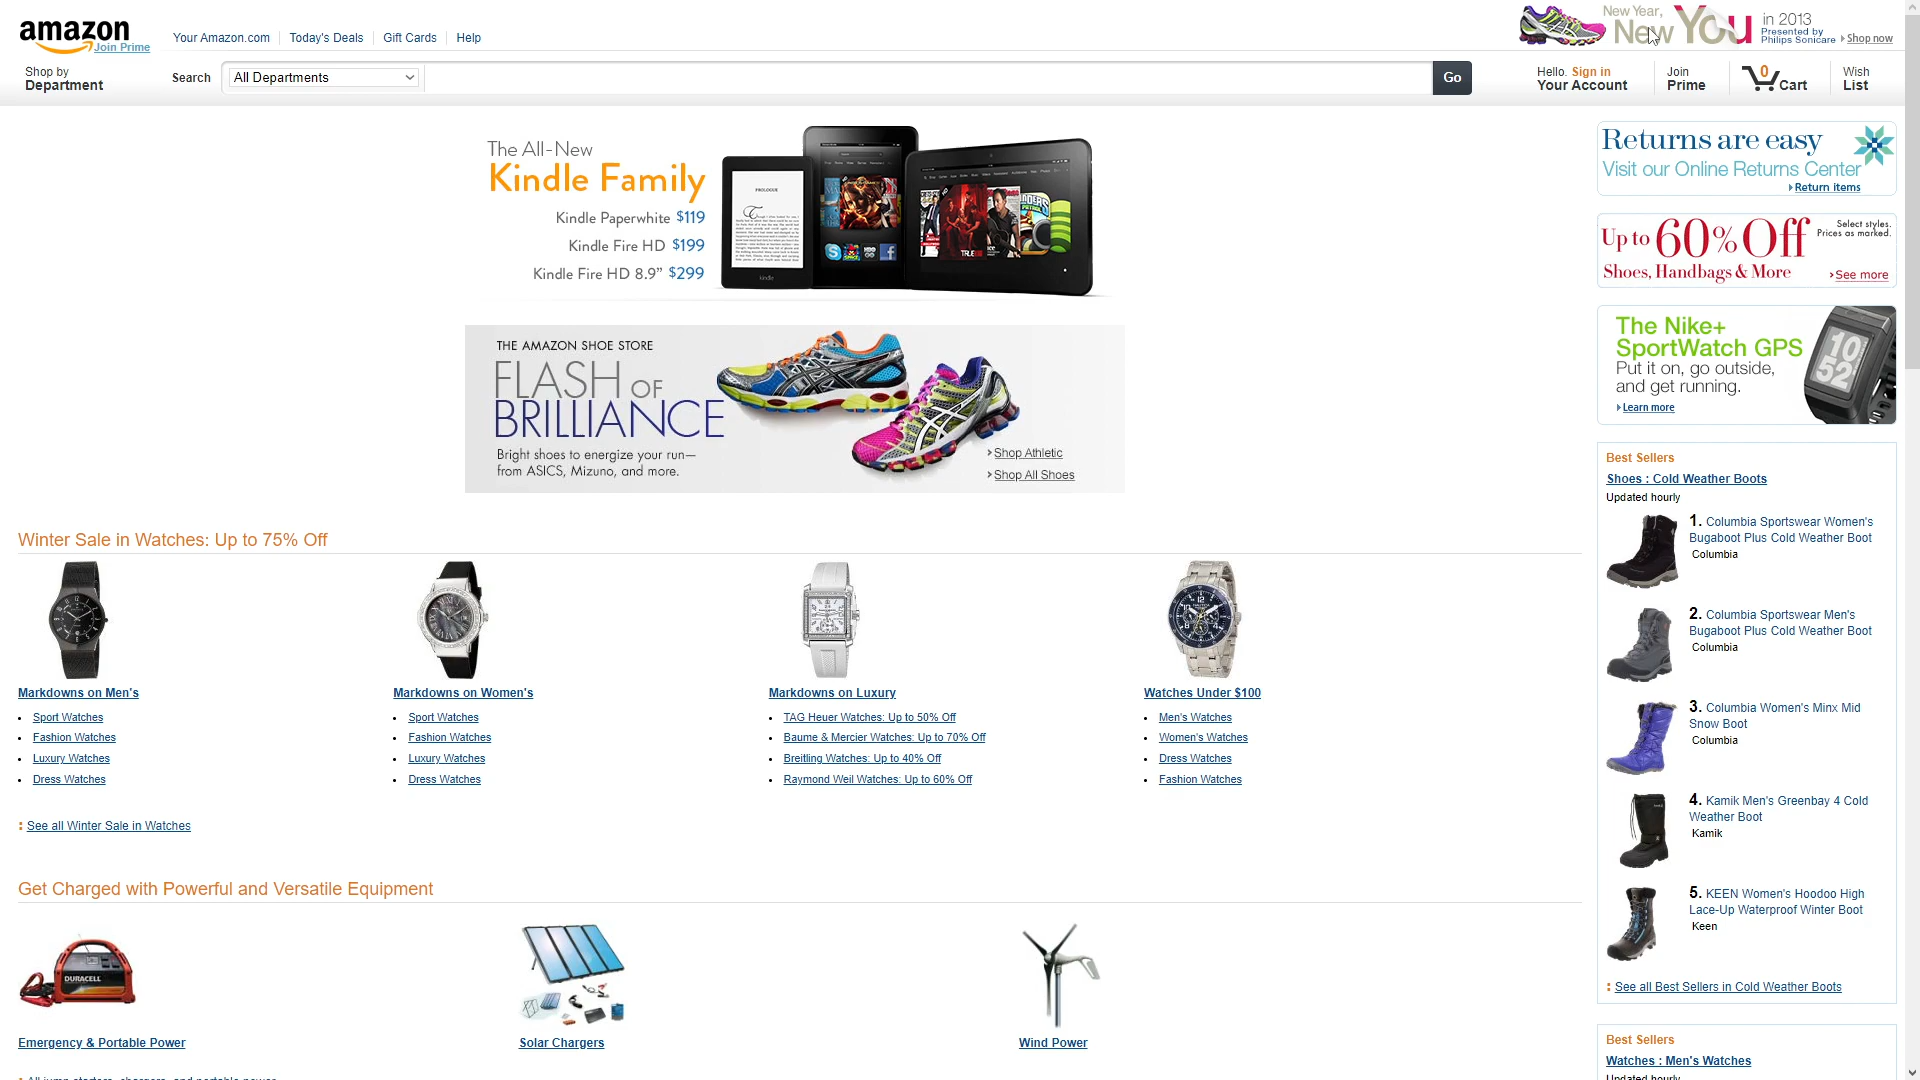 amazon
Join Prime
Your Amazon.com
Today's Deals
Gift Cards
Help
New Year,
New You
in 2013
Presented by
Philips Sonicare
Shop now
Shop by
Department
Search
All Departments
Go
Hello. Sign in
Your Account
Join
Prime
0
Cart
Wish
List
The All-New
Kindle Family
Kindle Paperwhite $119
Kindle Fire HD $199
Kindle Fire HD 8.9” $299
PROLOGUE
kindle
Returns are easy
Visit our Online Returns Center
Return items
Up to 60% Off
Select styles.
Prices as marked.
Shoes, Handbags & More
See more
The Nike+
SportWatch GPS
Put it on, go outside,
and get running.
Learn more
10
52
THE AMAZON SHOE STORE
FLASH OF
BRILLIANCE
Bright shoes to energize your run—
from ASICS, Mizuno, and more.
Shop Athletic
Shop All Shoes
Best Sellers
Shoes : Cold Weather Boots
Updated hourly
1. Columbia Sportswear Women's
Bugaboot Plus Cold Weather Boot
Columbia
2. Columbia Sportswear Men's
Bugaboot Plus Cold Weather Boot
Columbia
3. Columbia Women's Minx Mid
Snow Boot
Columbia
4. Kamik Men's Greenbay 4 Cold
Weather Boot
Kamik
5. KEEN Women's Hoodoo High
Lace-Up Waterproof Winter Boot
Keen
See all Best Sellers in Cold Weather Boots
Best Sellers
Watches : Men's Watches
Updated hourly
Winter Sale in Watches: Up to 75% Off
Markdowns on Men's
Sport Watches
Fashion Watches
Luxury Watches
Dress Watches
Markdowns on Women's
Sport Watches
Fashion Watches
Luxury Watches
Dress Watches
Markdowns on Luxury
TAG Heuer Watches: Up to 50% Off
Baume & Mercier Watches: Up to 70% Off
Breitling Watches: Up to 40% Off
Raymond Weil Watches: Up to 60% Off
Watches Under $100
Men's Watches
Women's Watches
Dress Watches
Fashion Watches
See all Winter Sale in Watches
Get Charged with Powerful and Versatile Equipment
DURACELL
Emergency & Portable Power
Solar Chargers
Wind Power
All jump starters, chargers, and portable power